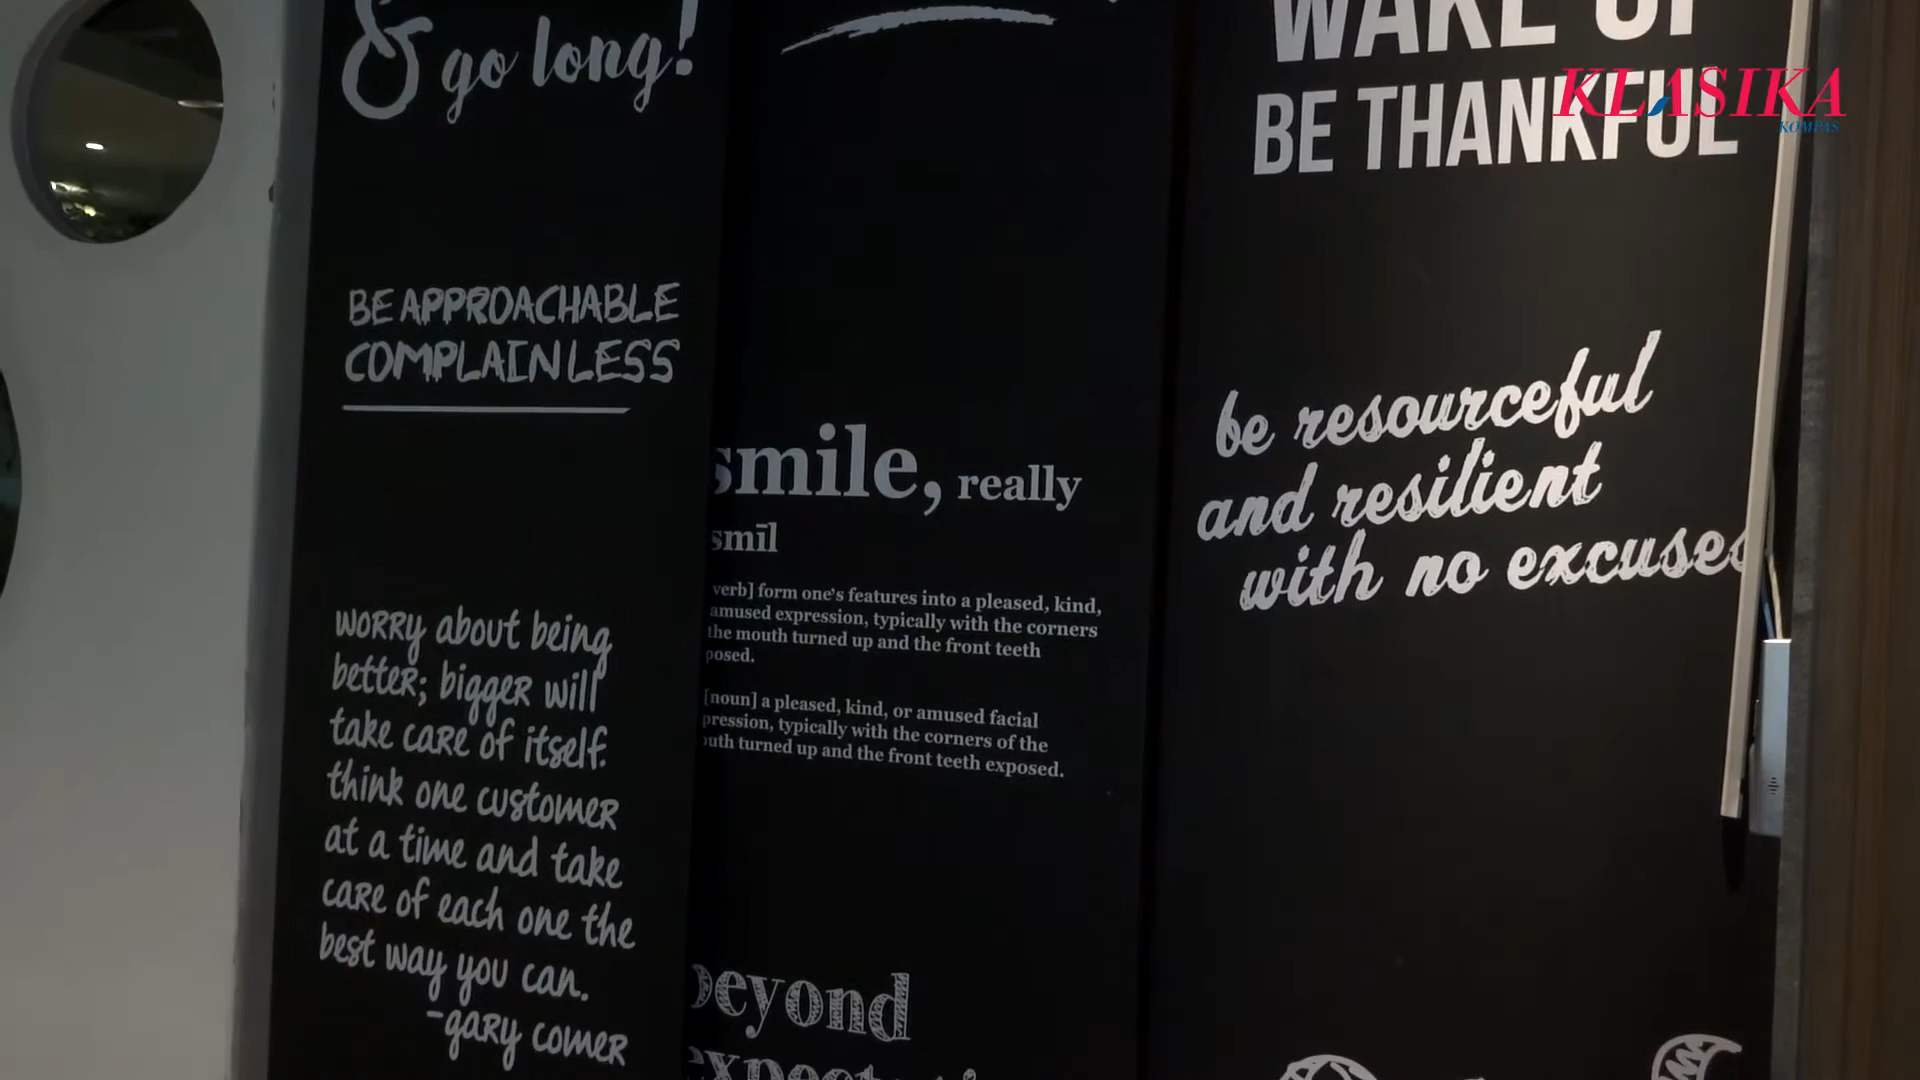 & go long!
BE APPROACHABLE
COMPLAIN LESS
worry about being
better; bigger will
take care of itself.
think one customer
at a time and take
care of each one the
best way you can.
-gary comer
smile, really
smīl
verb] form one's features into a pleased, kind,
amused expression, typically with the corners
the mouth turned up and the front teeth
posed.
[noun] a pleased, kind, or amused facial
pression, typically with the corners of the
outh turned up and the front teeth exposed.
beyond
WAKE UP
BE THANKFUL
be resourceful
and resilient
with no excuses
KLASIKA
KOMPAS